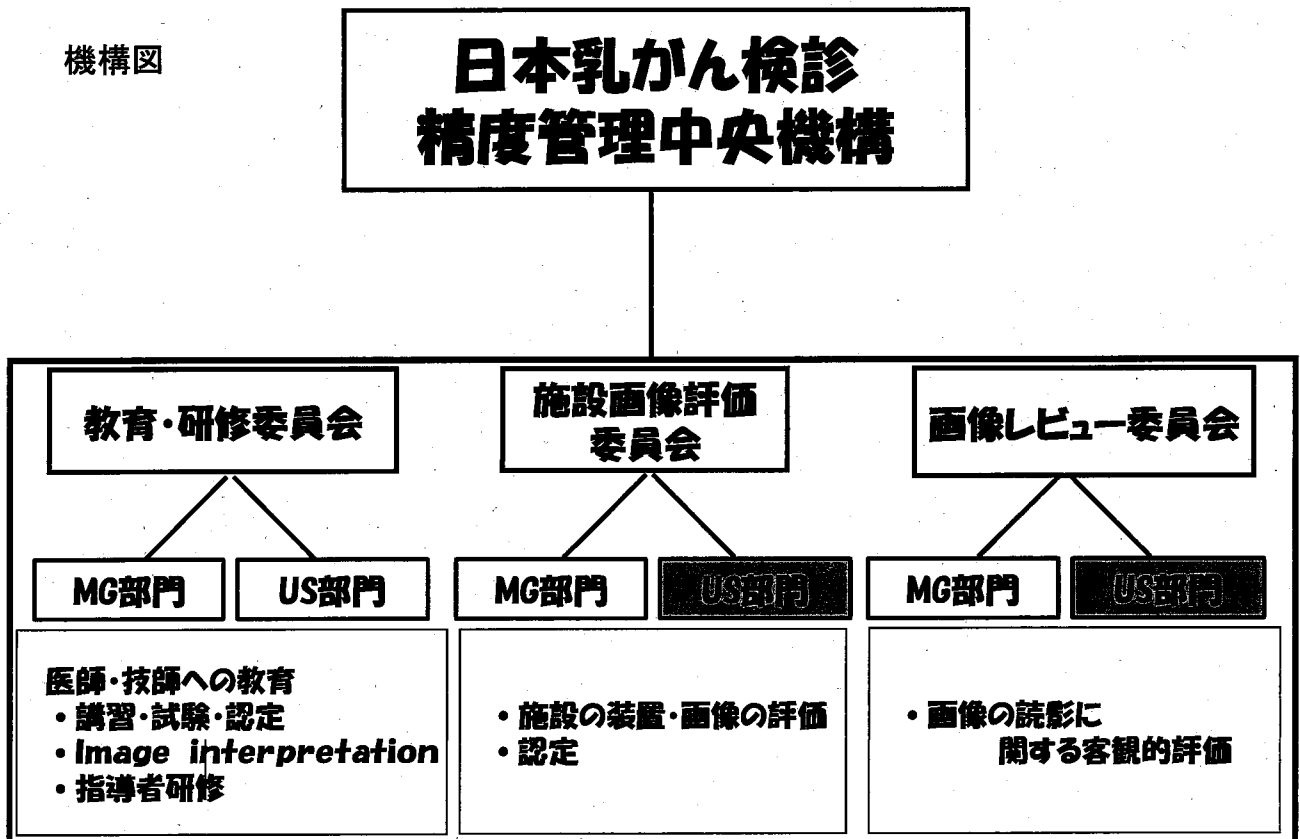 機構図
日本乳がん検診
精度管理中央機構
教育・研修委員会
施設画像評価
委員会
画像レビュー委員会
MG部門
US部門
MG部門
US部門
MG部門
US部門
医師・技師への教育
・講習・試験・認定
・Image interpretation
・指導者研修
・施設の装置・画像の評価
・認定
・画像の読影に
関する客観的評価